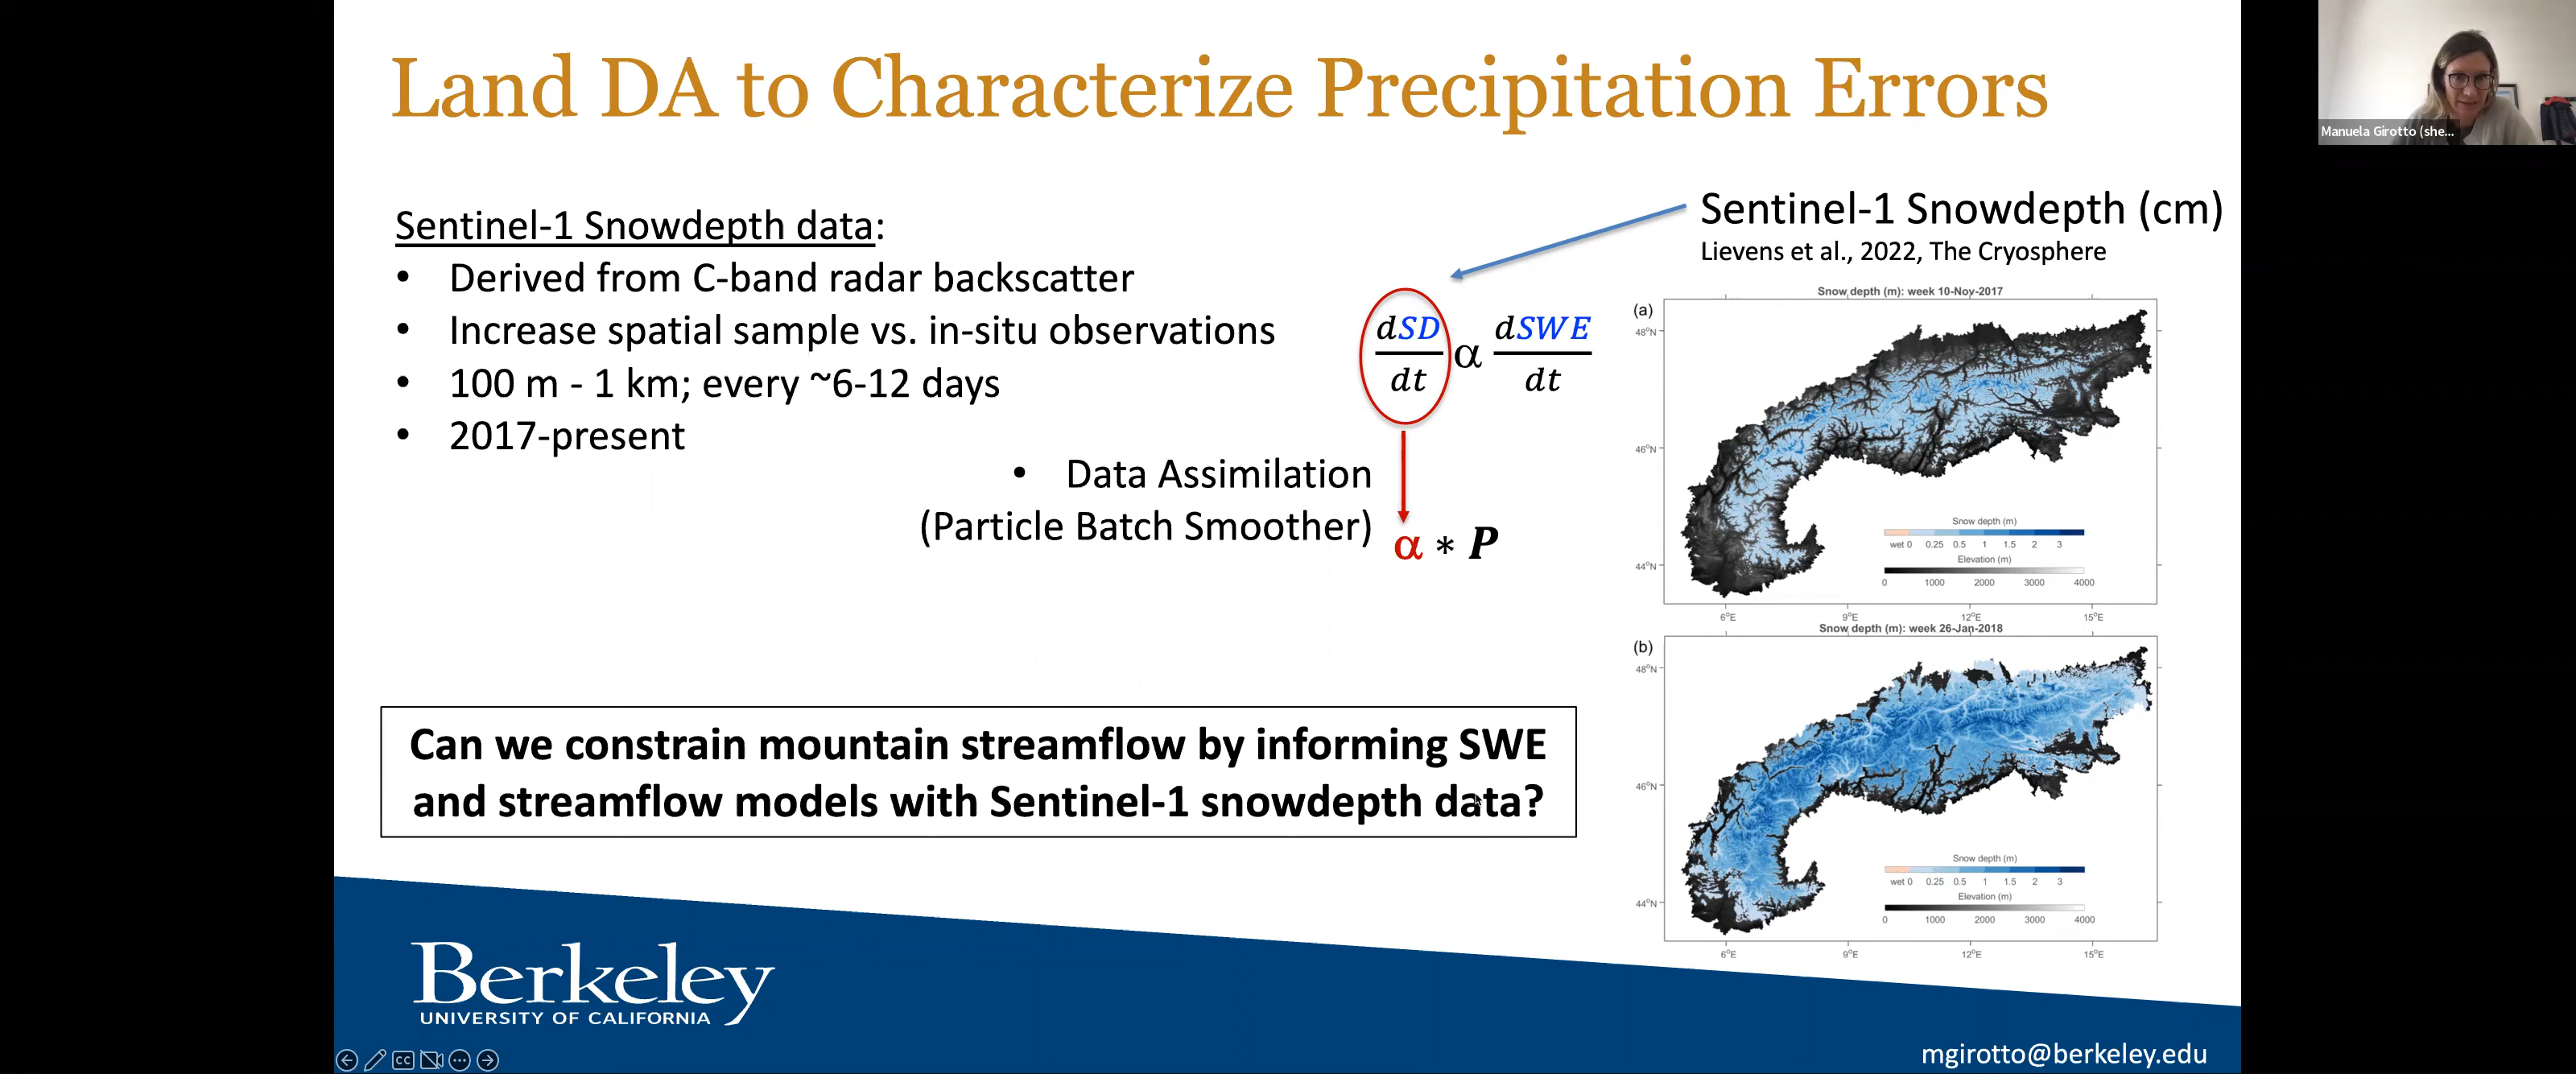 Land DA to Characterize Precipitation Errors
Manuela Girotto (she...
Sentinel-1 Snowdepth data:
• Derived from C-band radar backscatter
• Increase spatial sample vs. in-situ observations
• 100 m - 1 km; every ~6-12 days
• 2017-present
• Data Assimilation
(Particle Batch Smoother)
dSD/dt α dSWE/dt
α * P
Sentinel-1 Snowdepth (cm)
Lievens et al., 2022, The Cryosphere
Snow depth (m): week 10-Nov-2017
(a)
48°N
46°N
44°N
Snow depth (m)
wet 0 0.25 0.5 1 1.5 2 3
Elevation (m)
0 1000 2000 3000 4000
6°E 9°E 12°E 15°E
Snow depth (m): week 26-Jan-2018
(b)
48°N
46°N
44°N
Snow depth (m)
wet 0 0.25 0.5 1 1.5 2 3
Elevation (m)
0 1000 2000 3000 4000
6°E 9°E 12°E 15°E
Can we constrain mountain streamflow by informing SWE
and streamflow models with Sentinel-1 snowdepth data?
Berkeley
UNIVERSITY OF CALIFORNIA
CC
mgirotto@berkeley.edu